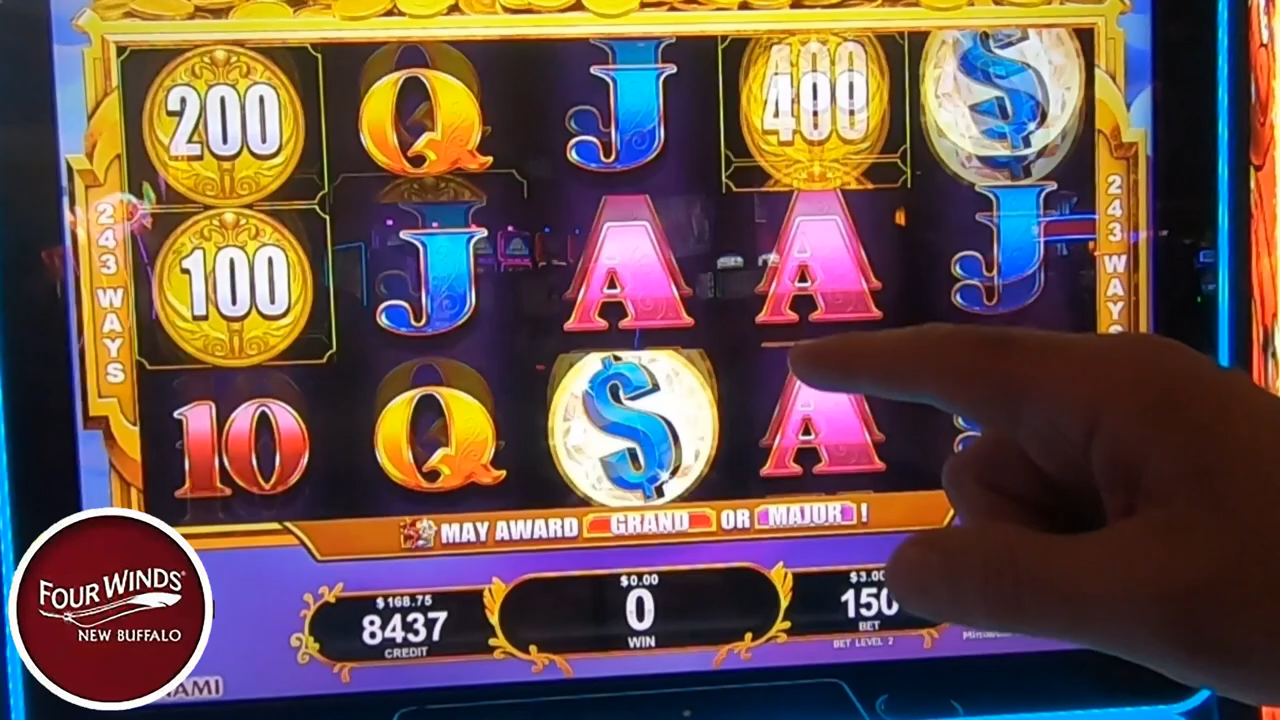 200 Q J 400 $
243 WAYS
100 J A A J
243 WAYS
10 Q $ A
MAY AWARD GRAND OR MAJOR !
$168.75
8437
CREDIT
$0.00
0
WIN
$3.00
150
BET
BET LEVEL 2
FOUR WINDS®
NEW BUFFALO